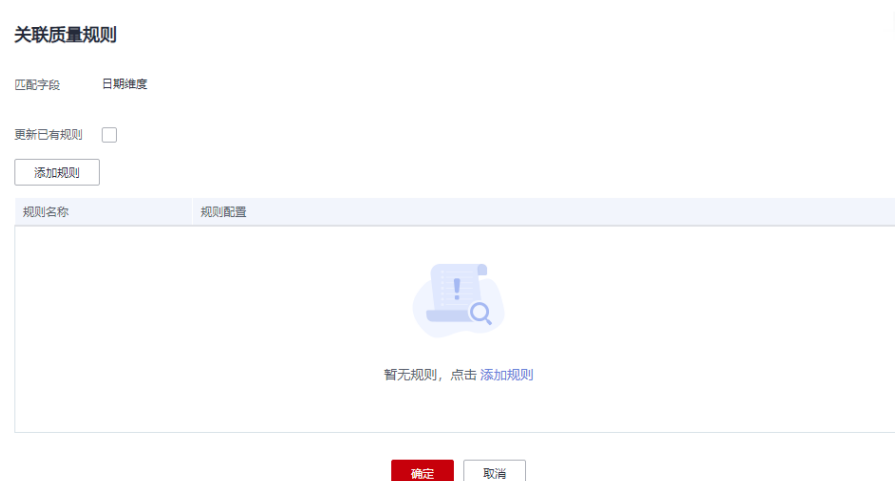 关联质量规则
匹配字段 日期维度
更新已有规则
添加规则
规则名称 规则配置
暂无规则，点击 添加规则
确定 取消